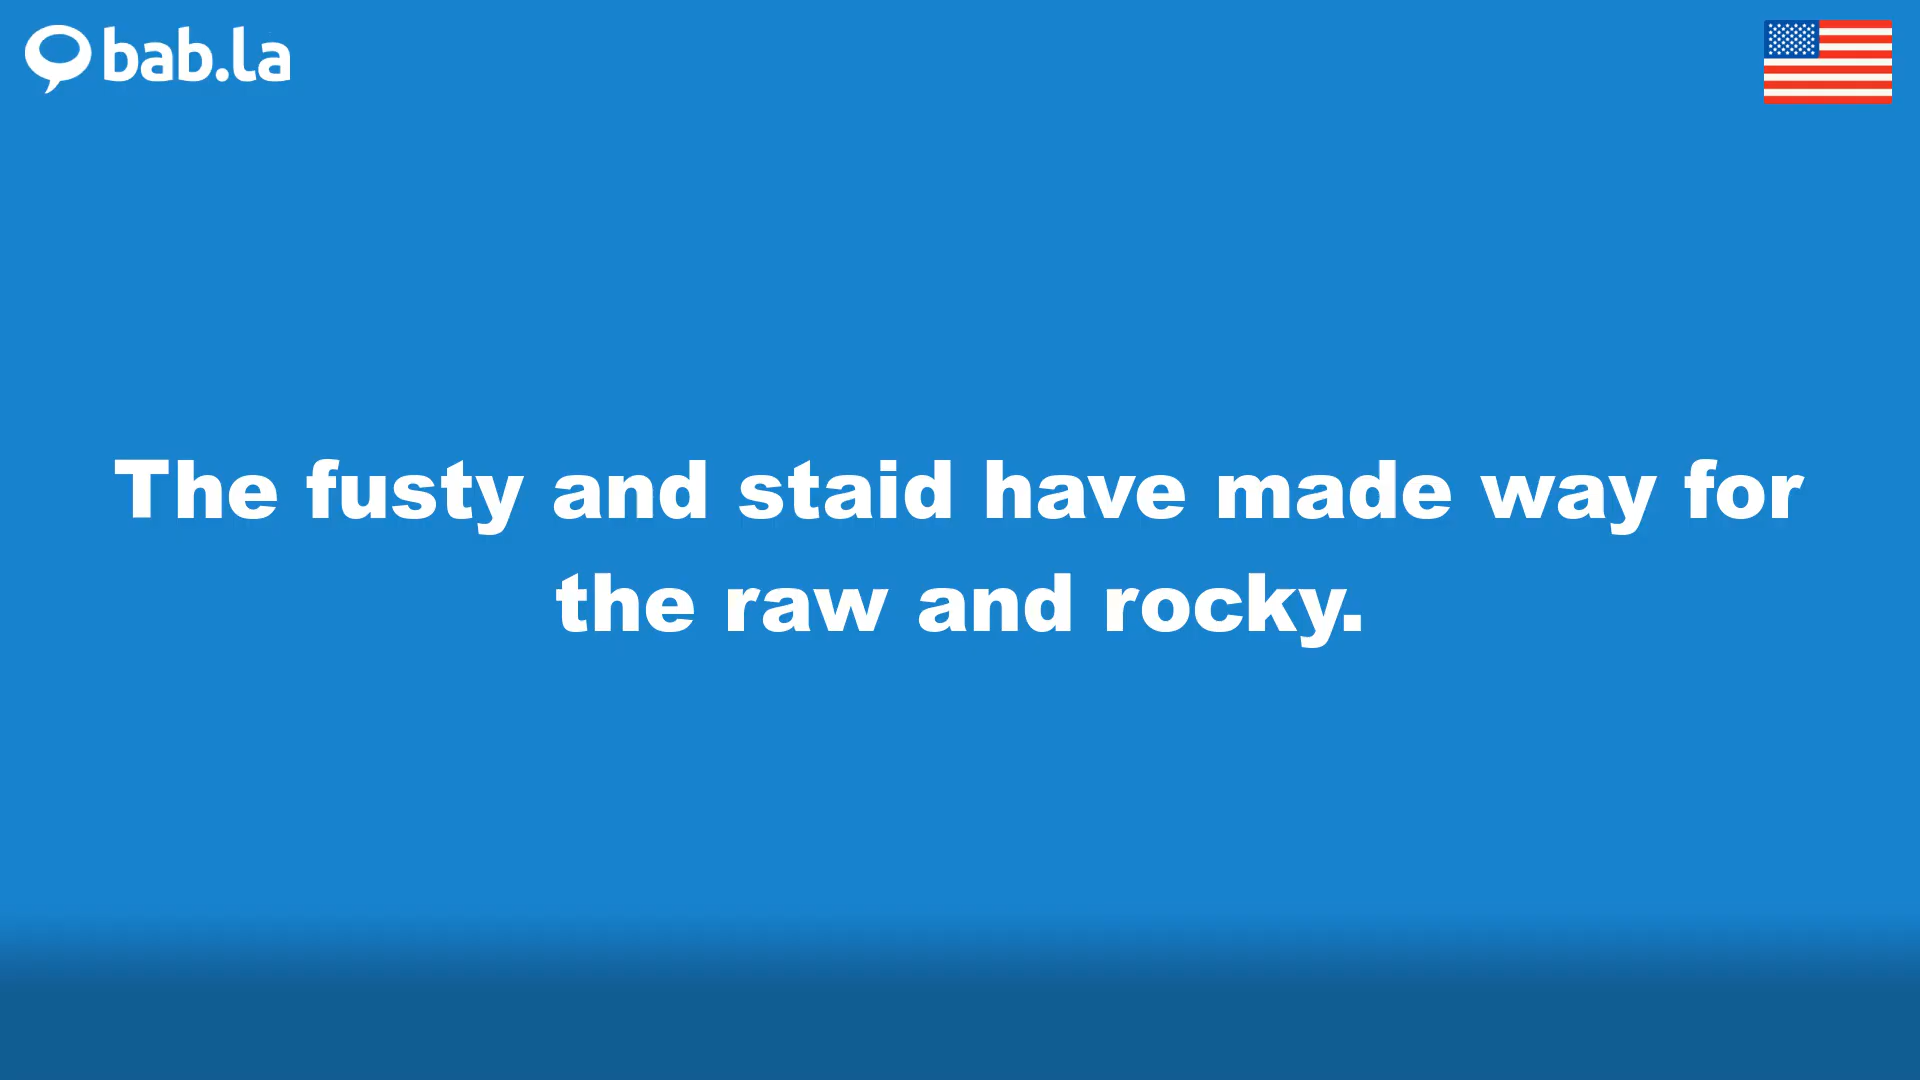 bab.la
The fusty and staid have made way for
the raw and rocky.